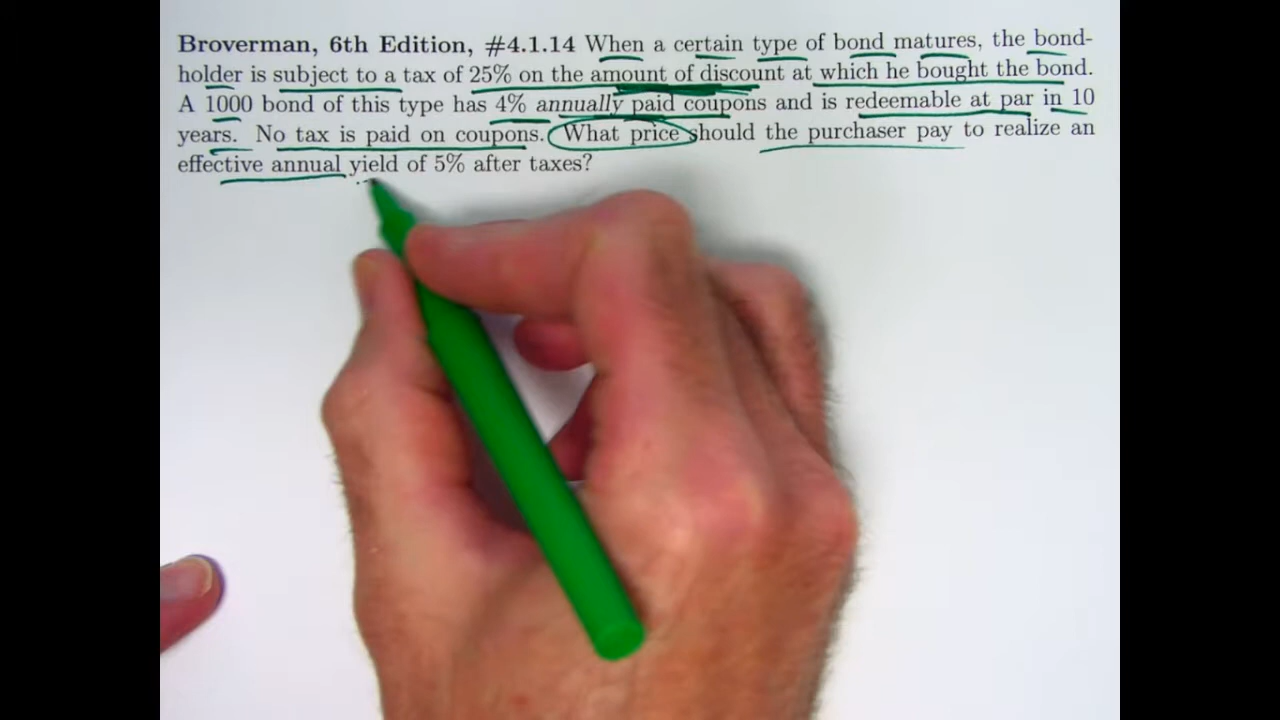 Broverman, 6th Edition, #4.1.14 When a certain type of bond matures, the bond-
holder is subject to a tax of 25% on the amount of discount at which he bought the bond.
A 1000 bond of this type has 4% annually paid coupons and is redeemable at par in 10
years. No tax is paid on coupons. What price should the purchaser pay to realize an
effective annual yield of 5% after taxes?